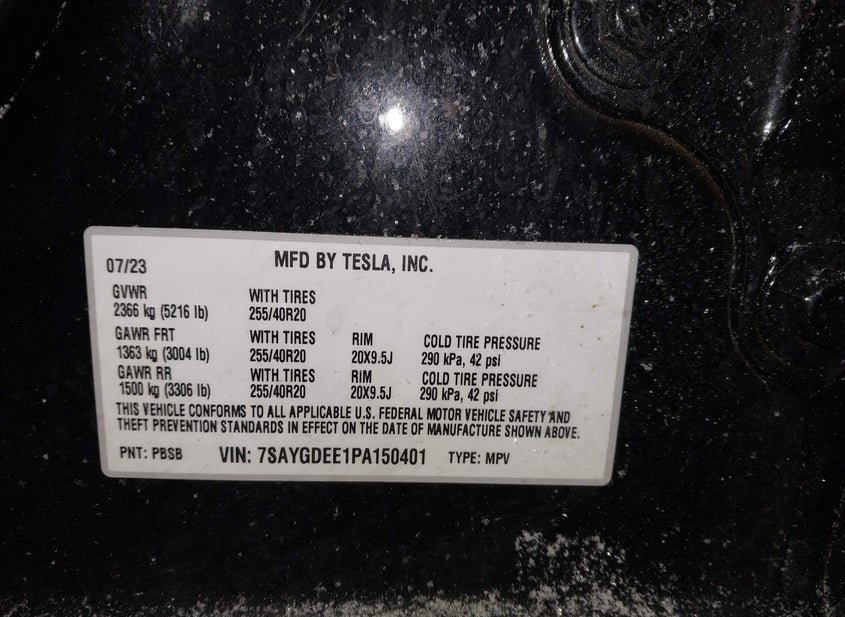 07/23 MFD BY TESLA, INC.
GVWR WITH TIRES
2366 kg (5216 lb) 255/40R20
GAWR FRT WITH TIRES RIM COLD TIRE PRESSURE
1363 kg (3004 lb) 255/40R20 20X9.5J 290 kPa, 42 psi
GAWR RR WITH TIRES RIM COLD TIRE PRESSURE
1500 kg (3306 lb) 255/40R20 20X9.5J 290 kPa, 42 psi
THIS VEHICLE CONFORMS TO ALL APPLICABLE U.S. FEDERAL MOTOR VEHICLE SAFETY AND
THEFT PREVENTION STANDARDS IN EFFECT ON THE DATE OF MANUFACTURE SHOWN ABOVE.
PNT: PBSB VIN: 7SAYGDEE1PA150401 TYPE: MPV